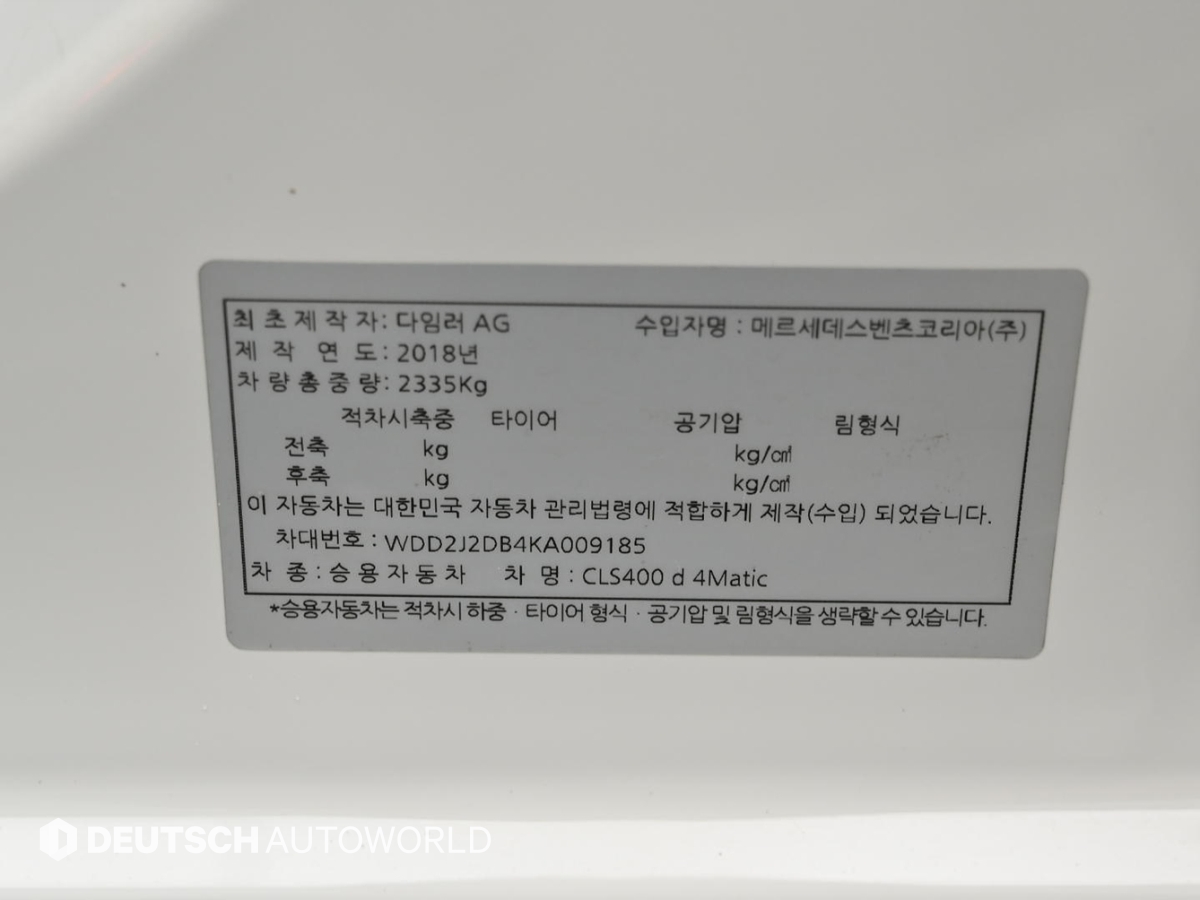 최초제작자: 다임러 AG 수입자명 : 메르세데스벤츠코리아(주)
제작 연도: 2018년
차량총중량: 2335Kg
적차시축중 타이어 공기압 림형식
전축 kg kg/㎠
후축 kg kg/㎠
이 자동차는 대한민국 자동차 관리법령에 적합하게 제작(수입) 되었습니다.
차대번호 : WDD2J2DB4KA009185
차 종 : 승용자동차 차 명 : CLS400 d 4Matic
*승용자동차는 적차시 하중 · 타이어 형식 · 공기압 및 림형식을 생략할 수 있습니다.
DEUTSCH AUTOWORLD